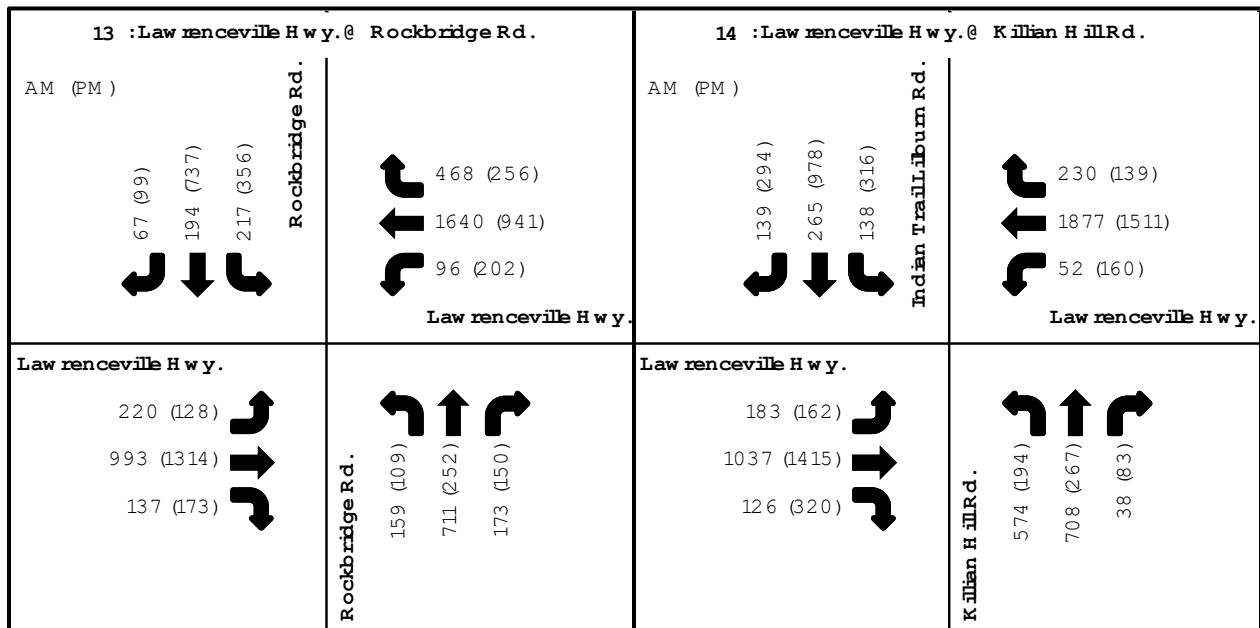 13 :Lawrenceville Hwy.@ Rockbridge Rd.
AM (PM)
67 (99)
194 (737)
217 (356)
Rockbridge Rd.
468 (256)
1640 (941)
96 (202)
Lawrenceville Hwy.
Lawrenceville Hwy.
220 (128)
993 (1314)
137 (173)
Rockbridge Rd.
159 (109)
711 (252)
173 (150)
14 :Lawrenceville Hwy.@ Killian Hill Rd.
AM (PM)
139 (294)
265 (978)
138 (316)
Indian Trail Lilburn Rd.
230 (139)
1877 (1511)
52 (160)
Lawrenceville Hwy.
Lawrenceville Hwy.
183 (162)
1037 (1415)
126 (320)
Killian Hill Rd.
574 (194)
708 (267)
38 (83)